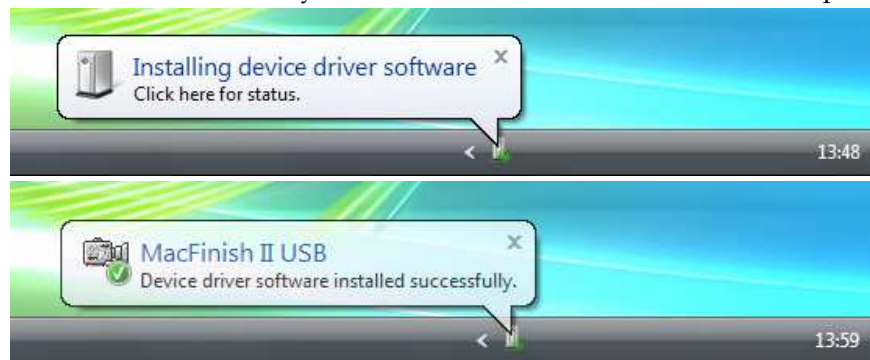 Installing device driver software
Click here for status.
13:48
MacFinish II USB
Device driver software installed successfully.
13:59